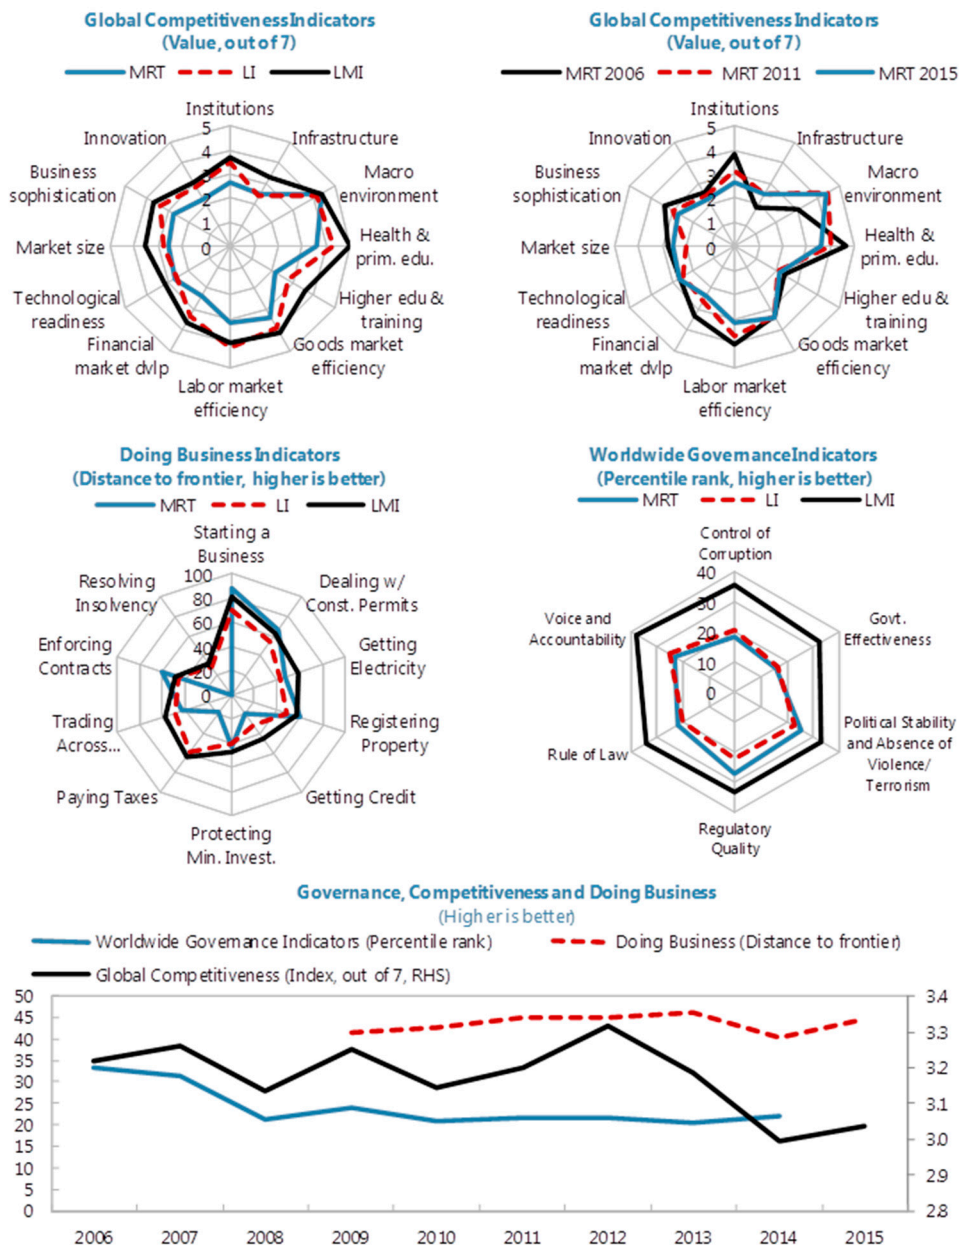 Global Competitiveness Indicators
(Value, out of 7)
MRT LI LMI
Institutions
Infrastructure
Macro
environment
Health &
prim. edu.
Higher edu &
training
Goods market
efficiency
Labor market
efficiency
Financial
market dvlp
Technological
readiness
Market size
Business
sophistication
Innovation
5
4
3
2
1
0
Global Competitiveness Indicators
(Value, out of 7)
MRT 2006 MRT 2011 MRT 2015
Institutions
Infrastructure
Macro
environment
Health &
prim. edu.
Higher edu &
training
Goods market
efficiency
Labor market
efficiency
Financial
market dvlp
Technological
readiness
Market size
Business
sophistication
Innovation
5
4
3
2
1
0
Doing Business Indicators
(Distance to frontier, higher is better)
MRT LI LMI
Starting a
Business
Dealing w/
Const. Permits
Getting
Electricity
Registering
Property
Getting Credit
Protecting
Min. Invest.
Paying Taxes
Trading
Across...
Enforcing
Contracts
Resolving
Insolvency
100
80
60
40
20
0
Worldwide Governance Indicators
(Percentile rank, higher is better)
MRT LI LMI
Control of
Corruption
Govt.
Effectiveness
Political Stability
and Absence of
Violence/
Terrorism
Regulatory
Quality
Rule of Law
Voice and
Accountability
40
30
20
10
0
Governance, Competitiveness and Doing Business
(Higher is better)
Worldwide Governance Indicators (Percentile rank) Doing Business (Distance to frontier)
Global Competitiveness (Index, out of 7, RHS)
50
45
40
35
30
25
20
15
10
5
0
3.4
3.3
3.2
3.1
3.0
2.9
2.8
2006 2007 2008 2009 2010 2011 2012 2013 2014 2015